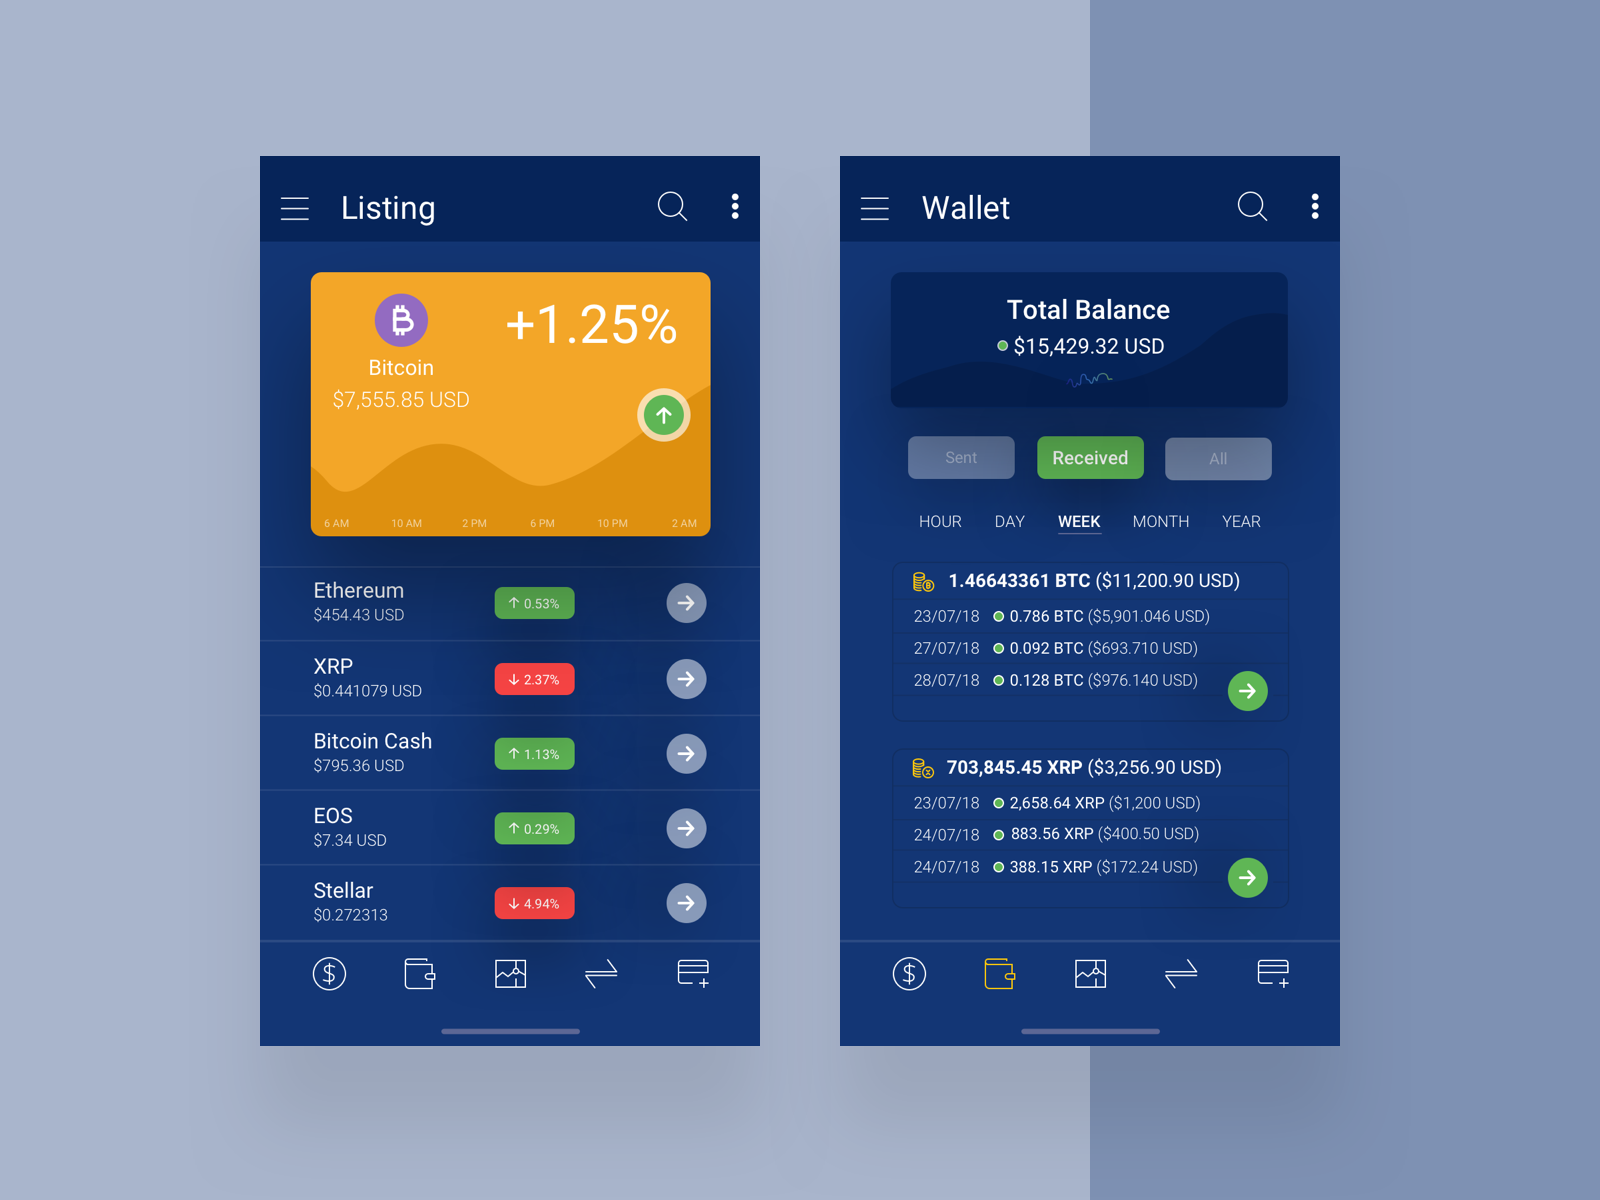 Listing
Bitcoin
$7,555.85 USD
+1.25%
6 AM 10 AM 2 PM 6 PM 10 PM 2 AM
Ethereum
$454.43 USD
0.53%
XRP
$0.441079 USD
2.37%
Bitcoin Cash
$795.36 USD
1.13%
EOS
$7.34 USD
0.29%
Stellar
$0.272313
4.94%
Wallet
Total Balance
$15,429.32 USD
Sent Received All
HOUR DAY WEEK MONTH YEAR
1.46643361 BTC ($11,200.90 USD)
23/07/18 0.786 BTC ($5,901.046 USD)
27/07/18 0.092 BTC ($693.710 USD)
28/07/18 0.128 BTC ($976.140 USD)
703,845.45 XRP ($3,256.90 USD)
23/07/18 2,658.64 XRP ($1,200 USD)
24/07/18 883.56 XRP ($400.50 USD)
24/07/18 388.15 XRP ($172.24 USD)